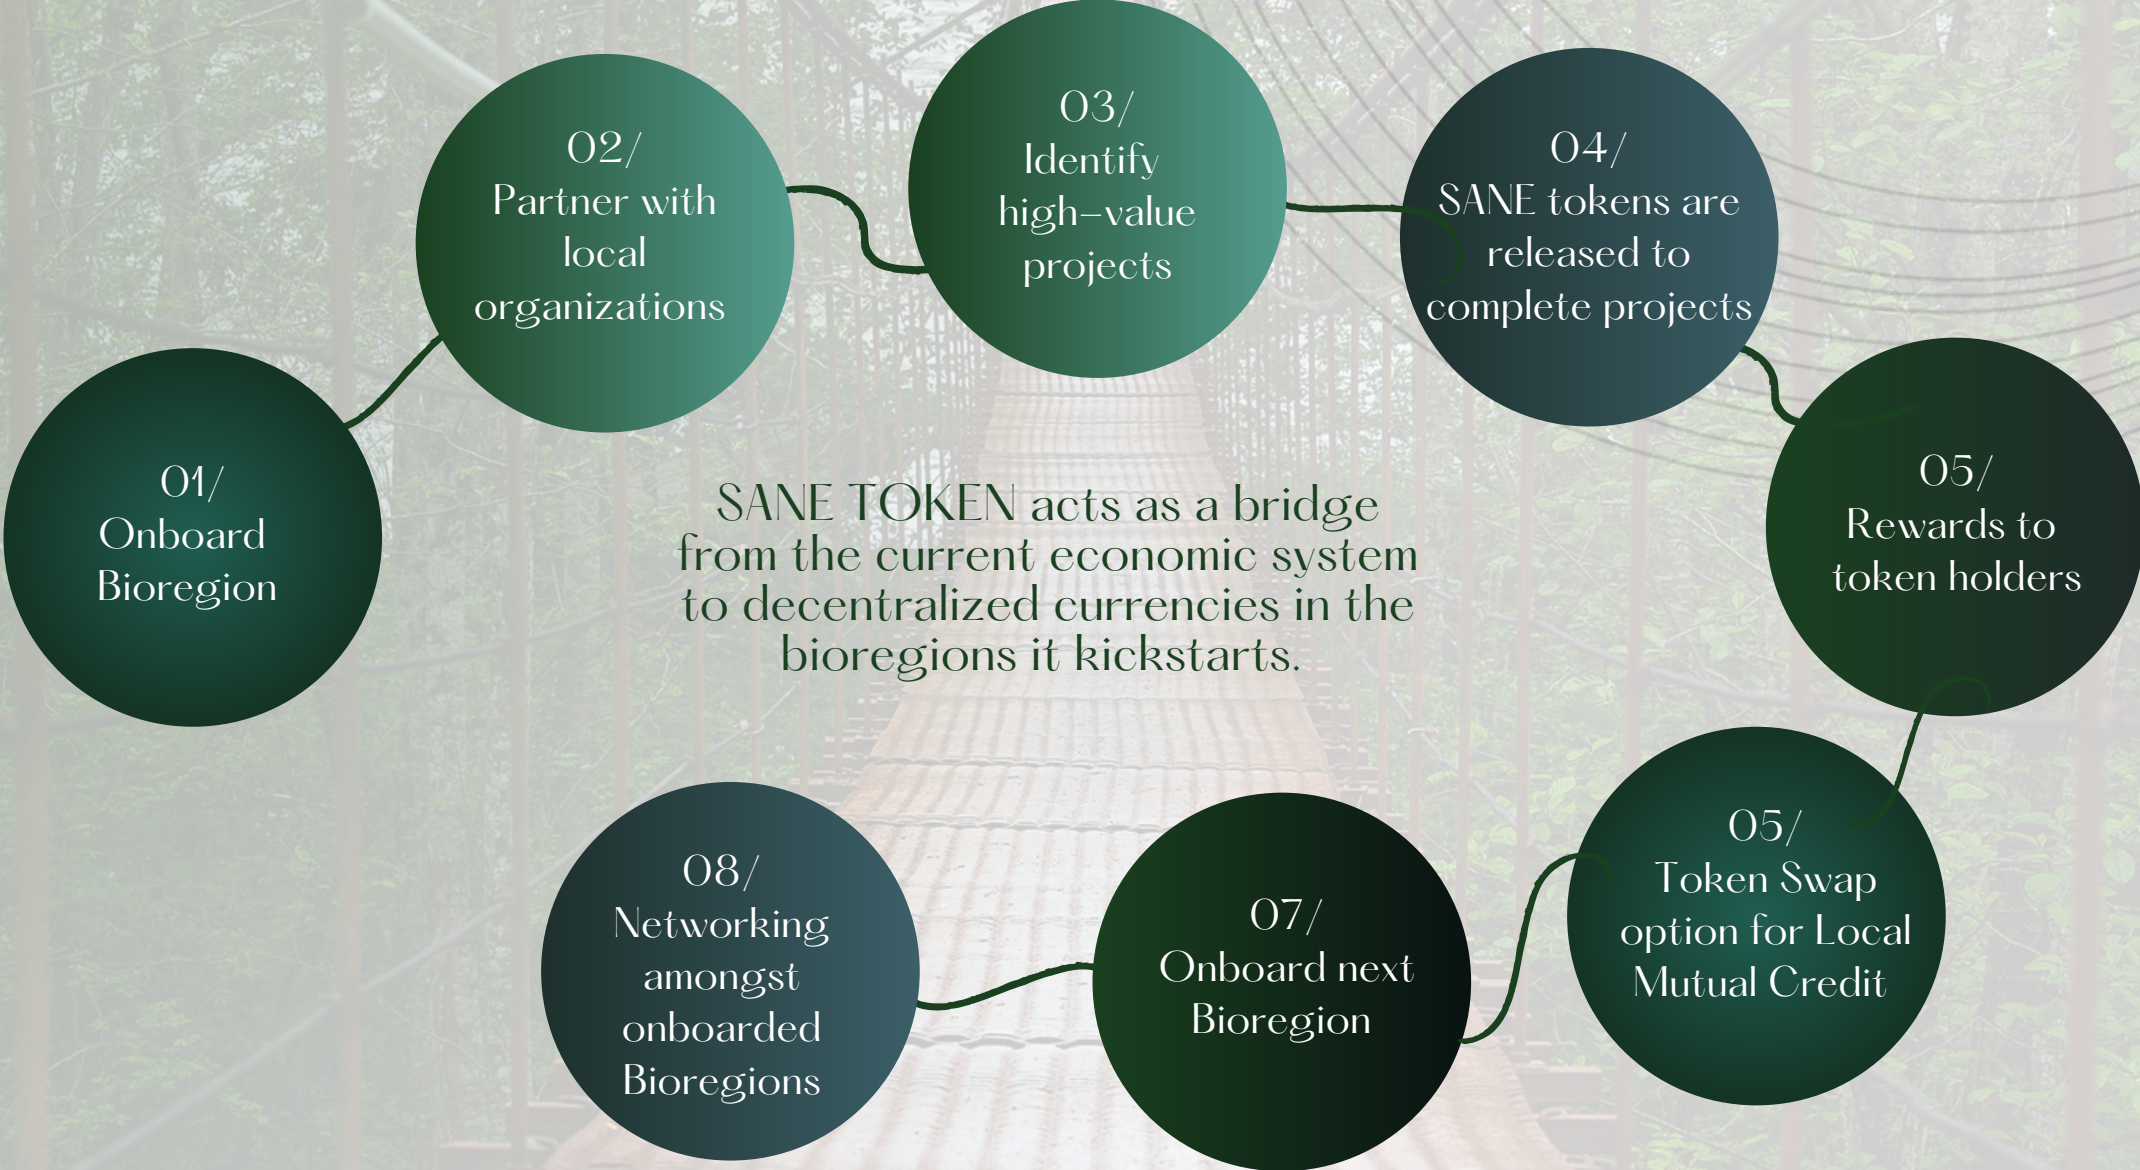 01/
Onboard
Bioregion
02/
Partner with
local
organizations
03/
Identify
high-value
projects
04/
SANE tokens are
released to
complete projects
05/
Rewards to
token holders
05/
Token Swap
option for Local
Mutual Credit
07/
Onboard next
Bioregion
08/
Networking
amongst
onboarded
Bioregions
SANE TOKEN acts as a bridge
from the current economic system
to decentralized currencies in the
bioregions it kickstarts.